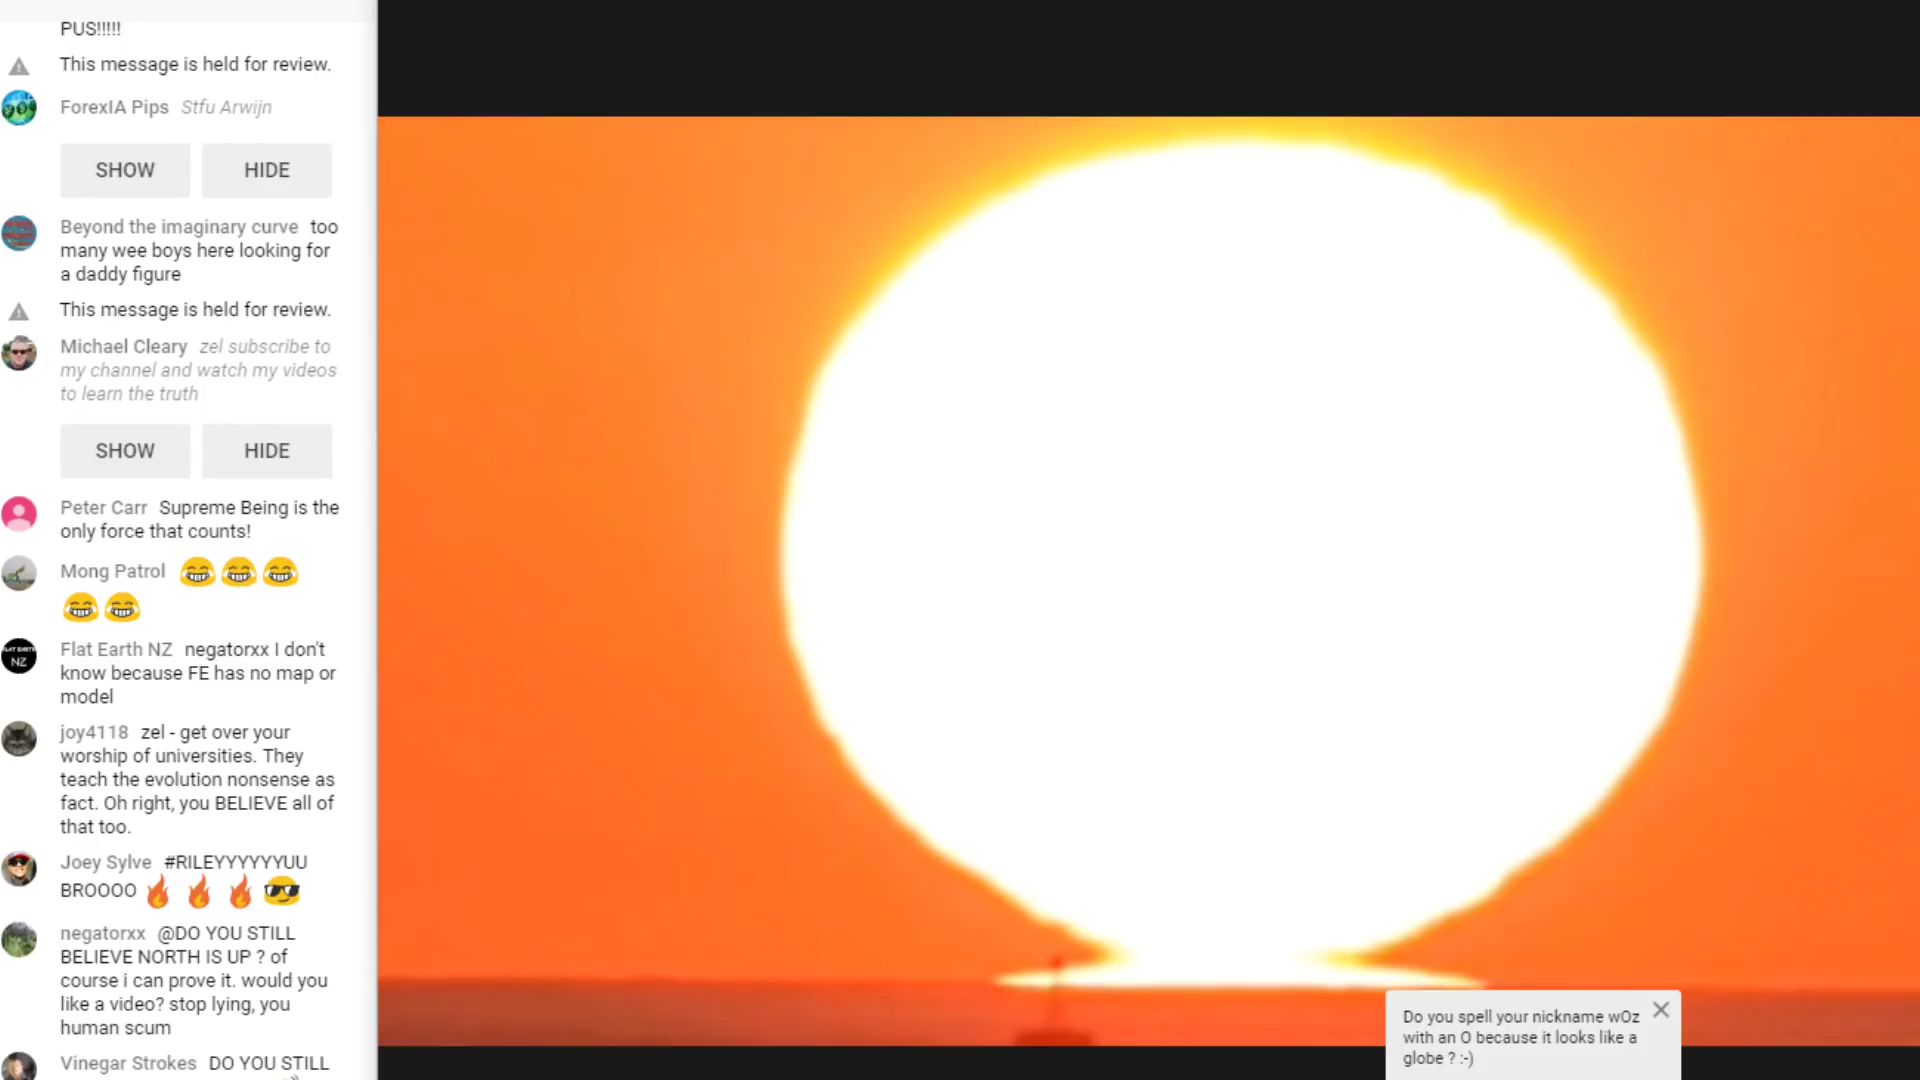 PUS!!!!!
This message is held for review.
ForexIA Pips Stfu Arwijn
SHOW HIDE
Beyond the imaginary curve too
many wee boys here looking for
a daddy figure
This message is held for review.
Michael Cleary zel subscribe to
my channel and watch my videos
to learn the truth
SHOW HIDE
Peter Carr Supreme Being is the
only force that counts!
Mong Patrol
Flat Earth NZ negatorxx I don't
know because FE has no map or
model
joy4118 zel - get over your
worship of universities. They
teach the evolution nonsense as
fact. Oh right, you BELIEVE all of
that too.
Joey Sylve #RILEYYYYYYUU
BROOOO
negatorxx @DO YOU STILL
BELIEVE NORTH IS UP ? of
course i can prove it. would you
like a video? stop lying, you
human scum
Vinegar Strokes DO YOU STILL
Do you spell your nickname wOz
with an O because it looks like a
globe ? :-)